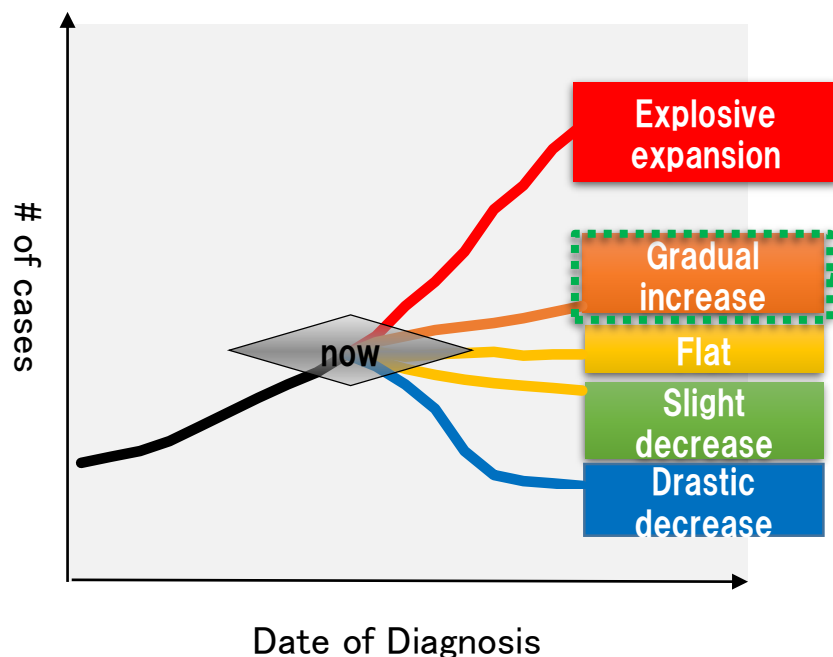 Explosive
expansion
Gradual
increase
Flat
Slight
decrease
Drastic
decrease
now
# of cases
Date of Diagnosis